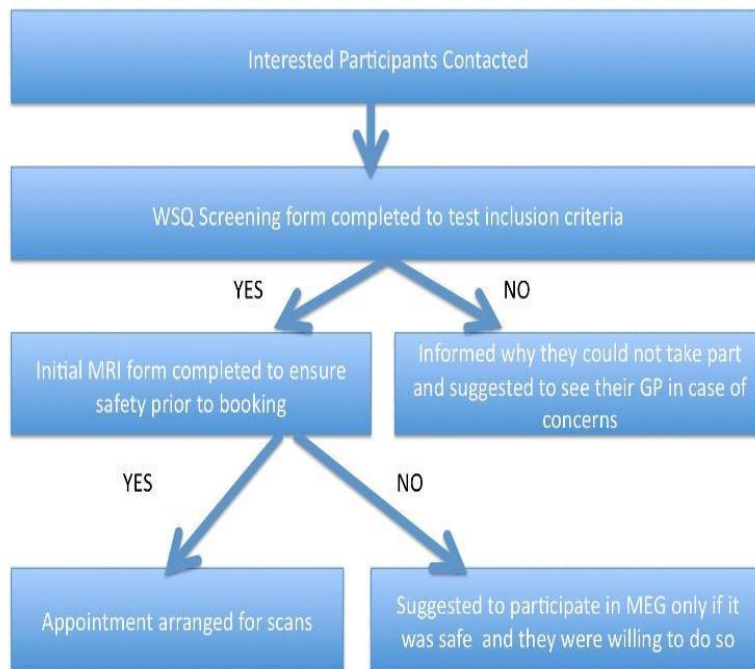 Interested Participants Contacted
WSQ Screening form completed to test inclusion criteria
YES
NO
Initial MRI form completed to ensure
safety prior to booking
Informed why they could not take part
and suggested to see their GP in case of
concerns
YES
NO
Appointment arranged for scans
Suggested to participate in MEG only if it
was safe and they were willing to do so